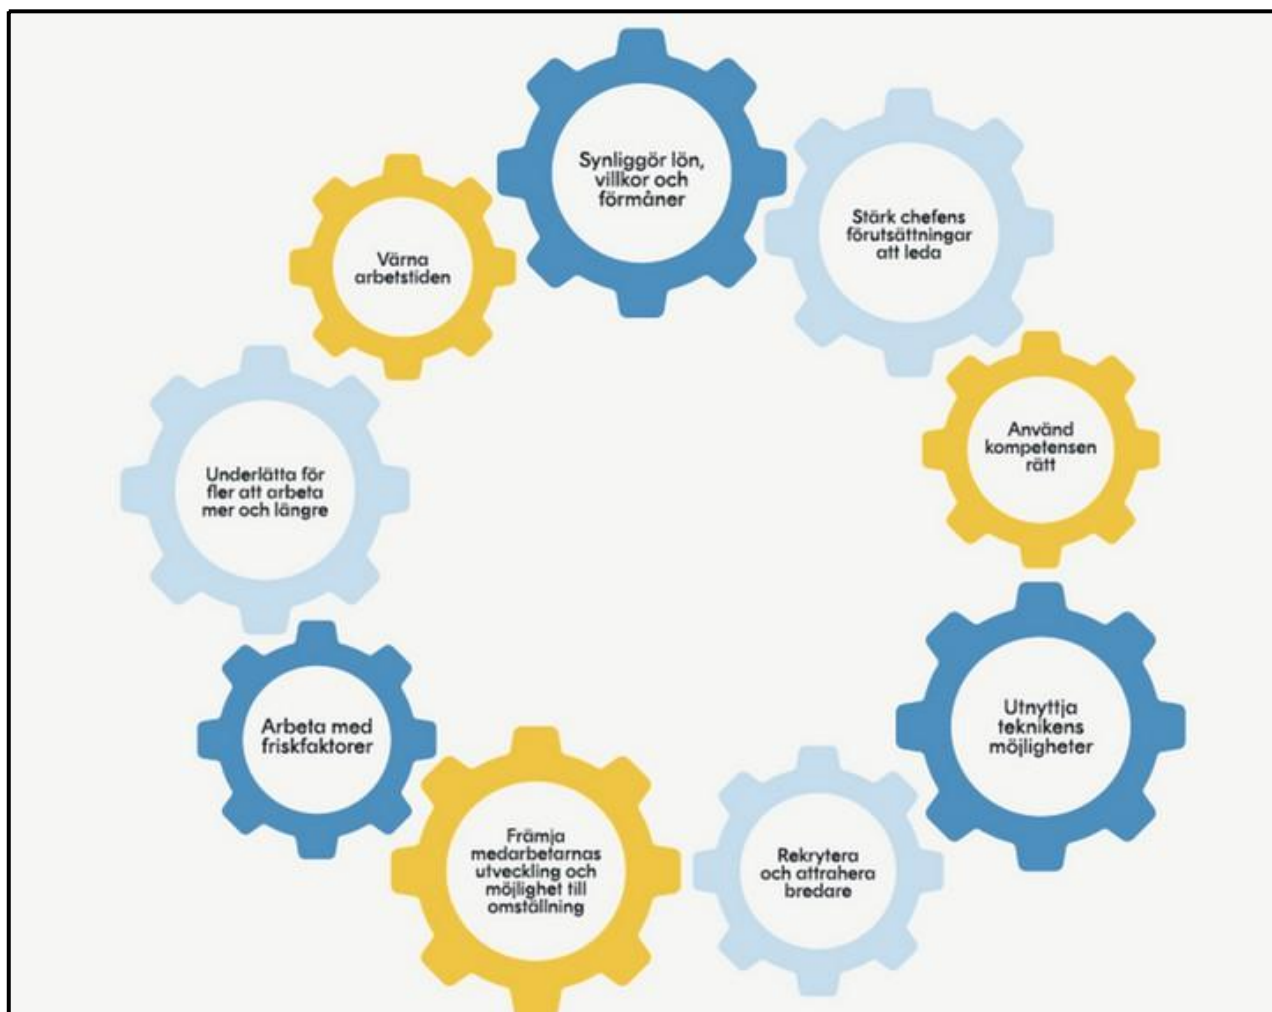 Synliggör lön,
villkor och
förmåner
Stärk chefens
förutsättningar
att leda
Använd
kompetensen
rätt
Utnyttja
teknikens
möjligheter
Rekrytera
och attrahera
bredare
Främja
medarbetarnas
utveckling och
möjlighet till
omställning
Arbeta med
friskfaktorer
Underlätta för
fler att arbeta
mer och längre
Värna
arbetstiden